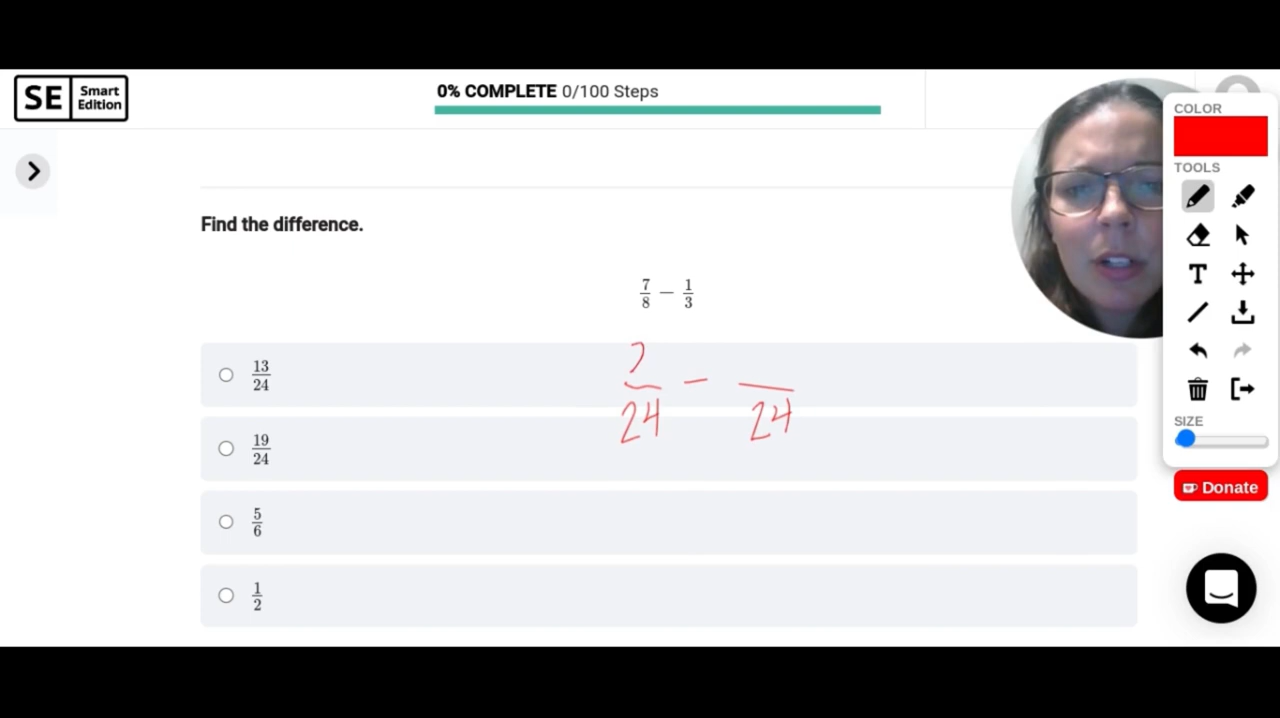 SE Smart Edition
0% COMPLETE 0/100 Steps
COLOR
TOOLS
Find the difference.
7/8 − 1/3
13/24
2
24 − 24
19/24
5/6
1/2
T
SIZE
Donate